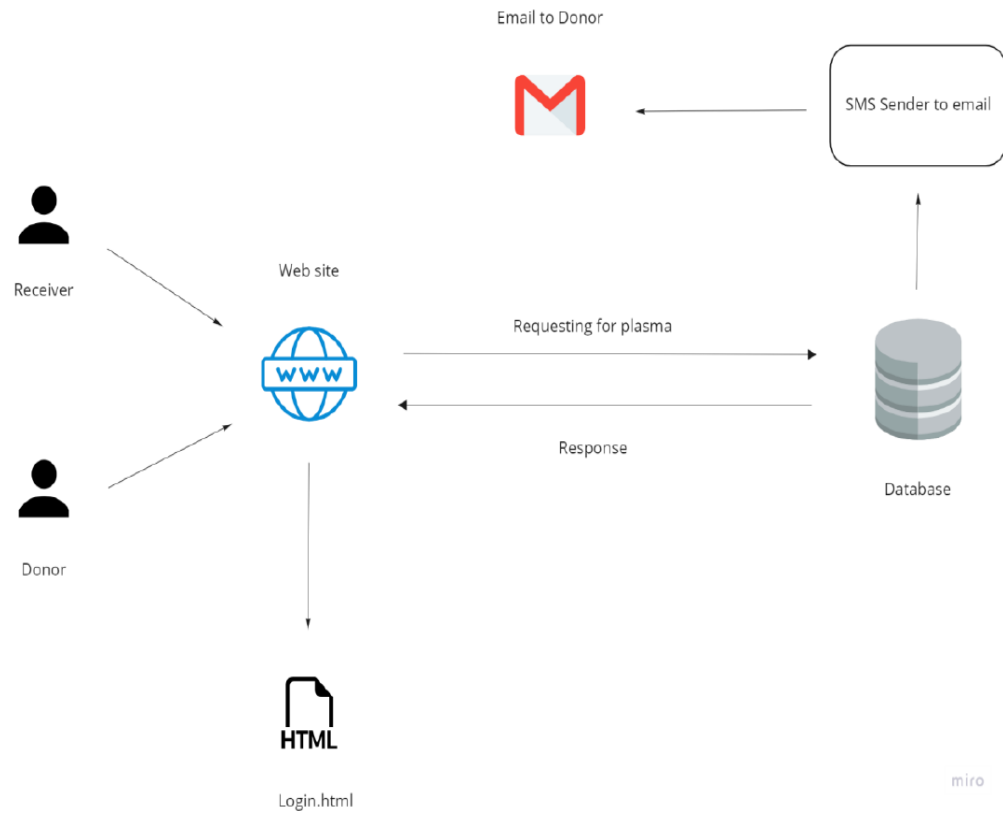 Email to Donor
SMS Sender to email
Receiver
Web site
WWW
Requesting for plasma
Response
Database
Donor
HTML
Login.html
miro